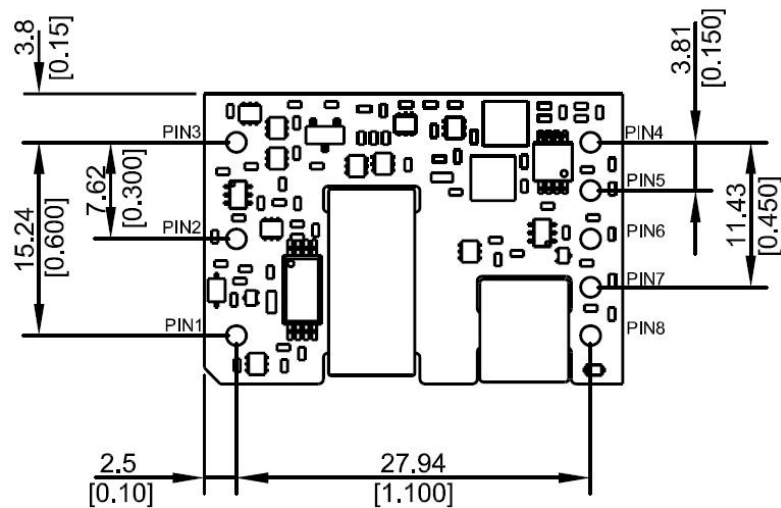 3.8
[0.15]
3.81
[0.150]
PIN3
PIN4
15.24
[0.600]
7.62
[0.300]
PIN5
11.43
[0.450]
PIN2
PIN6
PIN7
PIN1
PIN8
2.5
[0.10]
27.94
[1.100]